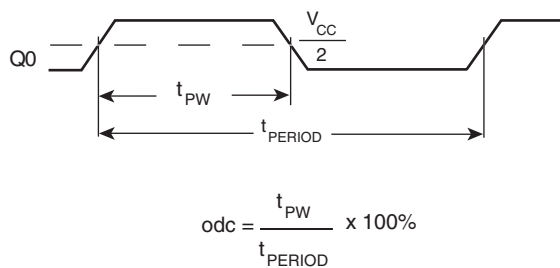 V_CC
2
Q0
t_PW
t_PERIOD
odc = t_PW / t_PERIOD x 100%